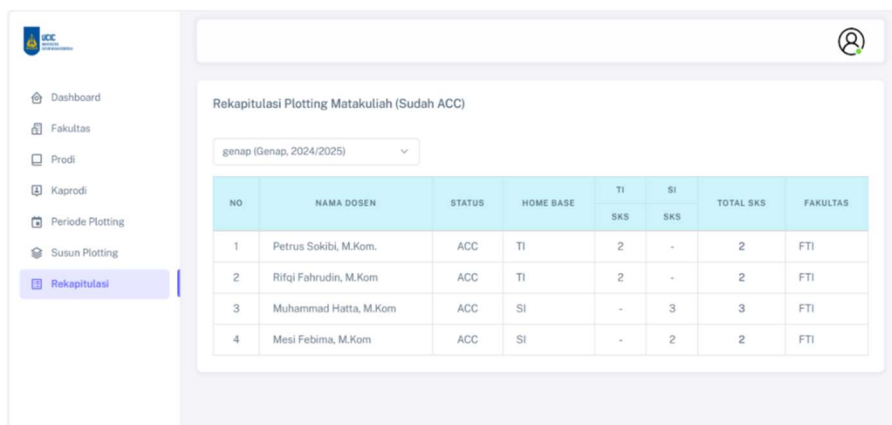 UCIC
Dashboard
Fakultas
Prodi
Kaprodi
Periode Plotting
Susun Plotting
Rekapitulasi
Rekapitulasi Plotting Matakuliah (Sudah ACC)
genap (Genap, 2024/2025)
NO NAMA DOSEN STATUS HOME BASE TI SI TOTAL SKS FAKULTAS
SKS SKS
1 Petrus Sokibi, M.Kom. ACC TI 2 - 2 FTI
2 Rifqi Fahrudin, M.Kom ACC TI 2 - 2 FTI
3 Muhammad Hatta, M.Kom ACC SI - 3 3 FTI
4 Mesi Febima, M.Kom ACC SI - 2 2 FTI